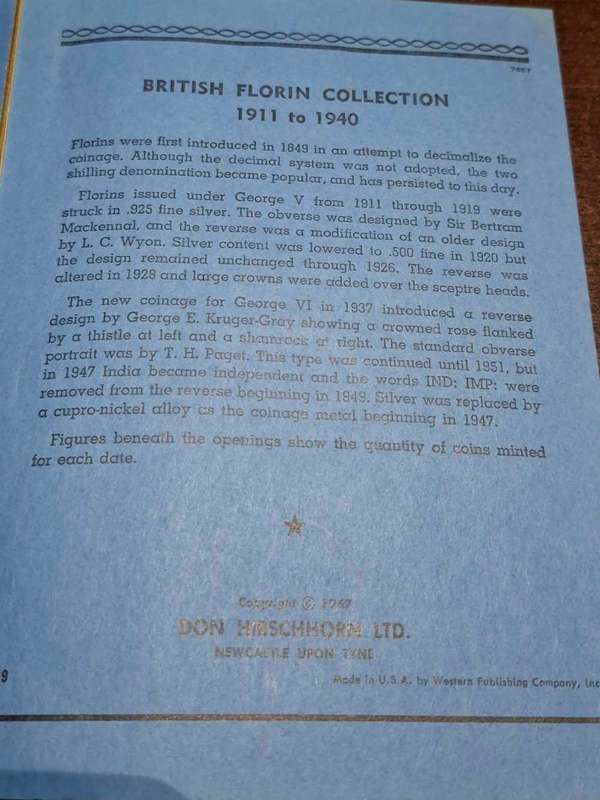 7687
BRITISH FLORIN COLLECTION
1911 to 1940
Florins were first introduced in 1849 in an attempt to decimalize the
coinage. Although the decimal system was not adopted, the two
shilling denomination became popular, and has persisted to this day.
Florins issued under George V from 1911 through 1919 were
struck in .925 fine silver. The obverse was designed by Sir Bertram
Mackennal, and the reverse was a modification of an older design
by L. C. Wyon. Silver content was lowered to .500 fine in 1920 but
the design remained unchanged through 1926. The reverse was
altered in 1928 and large crowns were added over the sceptre heads.
The new coinage for George VI in 1937 introduced a reverse
design by George E. Kruger-Gray showing a crowned rose flanked
by a thistle at left and a shamrock at right. The standard obverse
portrait was by T. H. Paget. This type was continued until 1951, but
in 1947 India became independent and the words IND: IMP: were
removed from the reverse beginning in 1949. Silver was replaced by
a cupro-nickel alloy as the coinage metal beginning in 1947.
Figures beneath the openings show the quantity of coins minted
for each date.
Copyright © 1967
DON HIRSCHHORN LTD.
NEWCASTLE UPON TYNE
9
Made in U.S.A. by Western Publishing Company, Inc